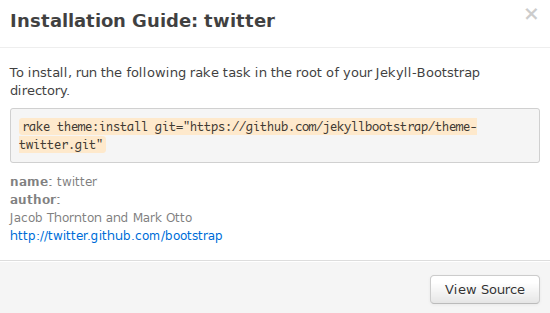 Installation Guide: twitter
×
To install, run the following rake task in the root of your Jekyll-Bootstrap
directory.
rake theme:install git="https://github.com/jekyllbootstrap/theme-
twitter.git"
name: twitter
author:
Jacob Thornton and Mark Otto
http://twitter.github.com/bootstrap
View Source